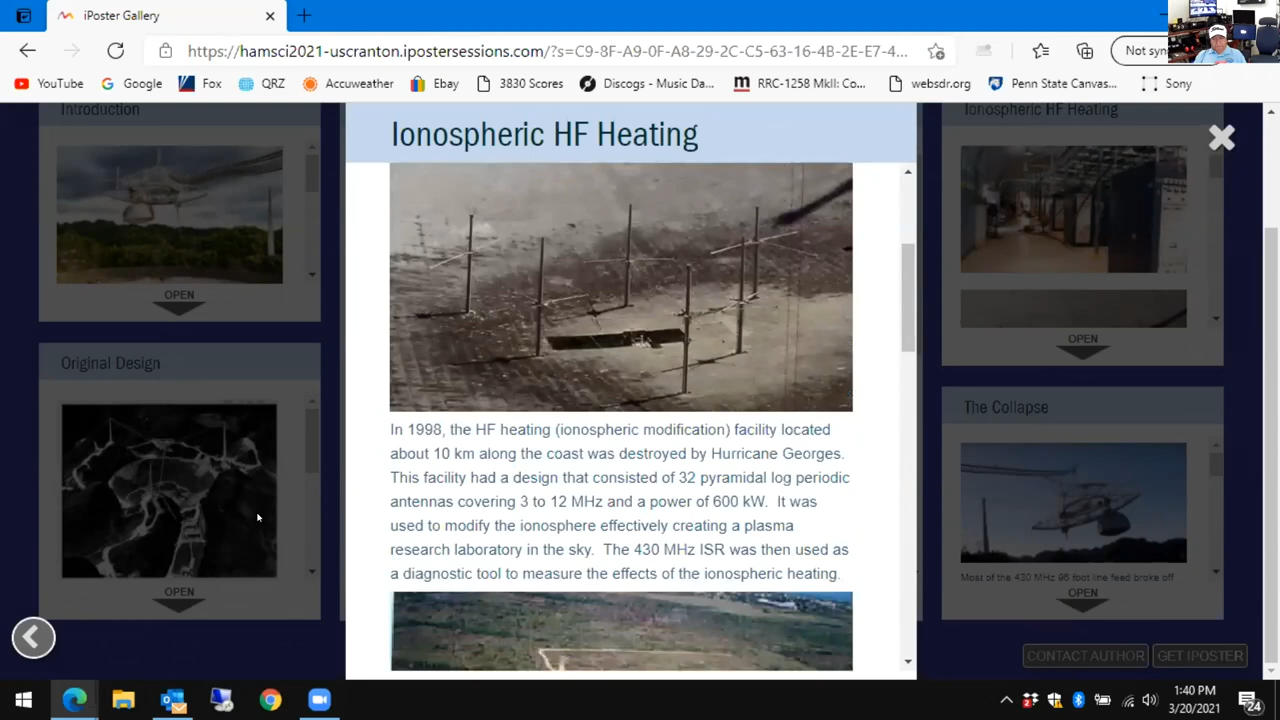 iPoster Gallery
https://hamsci2021-uscranton.ipostersessions.com/?s=C9-8F-A9-0F-A8-29-2C-C5-63-16-4B-2E-E7-4...
Not syn
YouTube Google Fox QRZ Accuweather Ebay 3830 Scores Discogs - Music Da... RRC-1258 MkII: Co... websdr.org Penn State Canvas... Sony
Introduction
OPEN
Original Design
OPEN
Ionospheric HF Heating
In 1998, the HF heating (ionospheric modification) facility located
about 10 km along the coast was destroyed by Hurricane Georges.
This facility had a design that consisted of 32 pyramidal log periodic
antennas covering 3 to 12 MHz and a power of 600 kW. It was
used to modify the ionosphere effectively creating a plasma
research laboratory in the sky. The 430 MHz ISR was then used as
a diagnostic tool to measure the effects of the ionospheric heating.
Ionospheric HF Heating
OPEN
The Collapse
Most of the 430 MHz 96 foot line feed broke off
OPEN
CONTACT AUTHOR GET IPOSTER
1:40 PM
3/20/2021
24